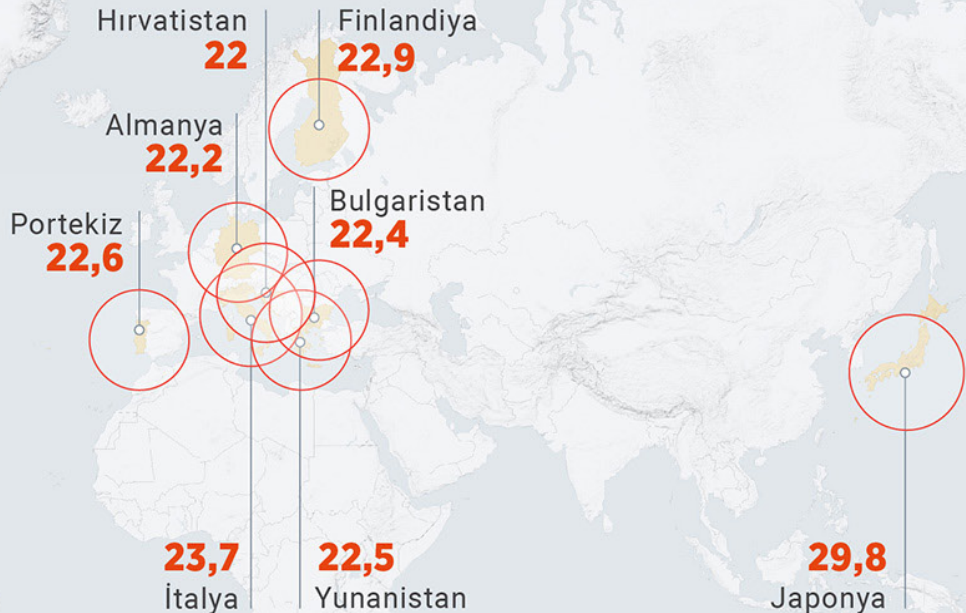 Hırvatistan
22
Finlandiya
22,9
Almanya
22,2
Bulgaristan
22,4
Portekiz
22,6
23,7
İtalya
22,5
Yunanistan
29,8
Japonya